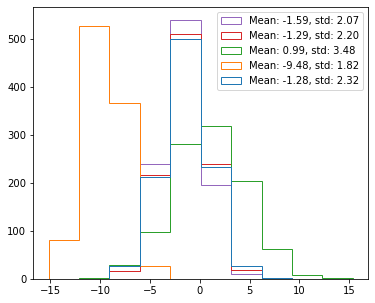 Mean: -1.59, std: 2.07
Mean: -1.29, std: 2.20
Mean: 0.99, std: 3.48
Mean: -9.48, std: 1.82
Mean: -1.28, std: 2.32
500
400
300
200
100
0
−15 −10 −5 0 5 10 15